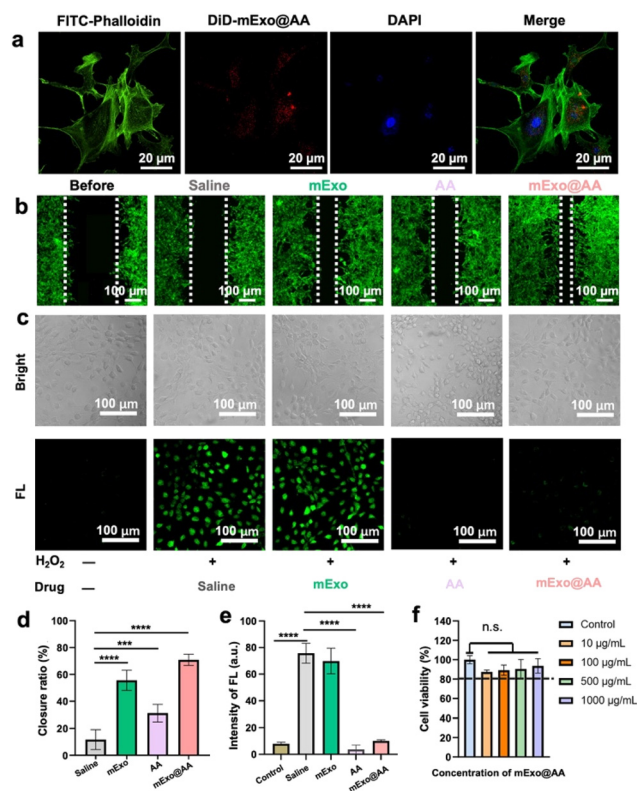 FITC-Phalloidin DiD-mExo@AA DAPI Merge
a
20 µm 20 µm 20 µm 20 µm
Before Saline mExo AA mExo@AA
b
100 µm 100 µm 100 µm 100 µm 100 µm
c
Bright
100 µm 100 µm 100 µm 100 µm 100 µm
FL
100 µm 100 µm 100 µm 100 µm 100 µm
H₂O₂ — + + + +
Drug — Saline mExo AA mExo@AA
d
Closure ratio (%)
100
80
60
40
20
0
****
***
****
Saline mExo AA mExo@AA
e
Intensity of FL (a.u.)
100
80
60
40
20
0
****
****
****
Control Saline mExo AA mExo@AA
f
Cell viability (%)
140
120
100
80
60
40
20
0
n.s.
Concentration of mExo@AA
Control
10 µg/mL
100 µg/mL
500 µg/mL
1000 µg/mL